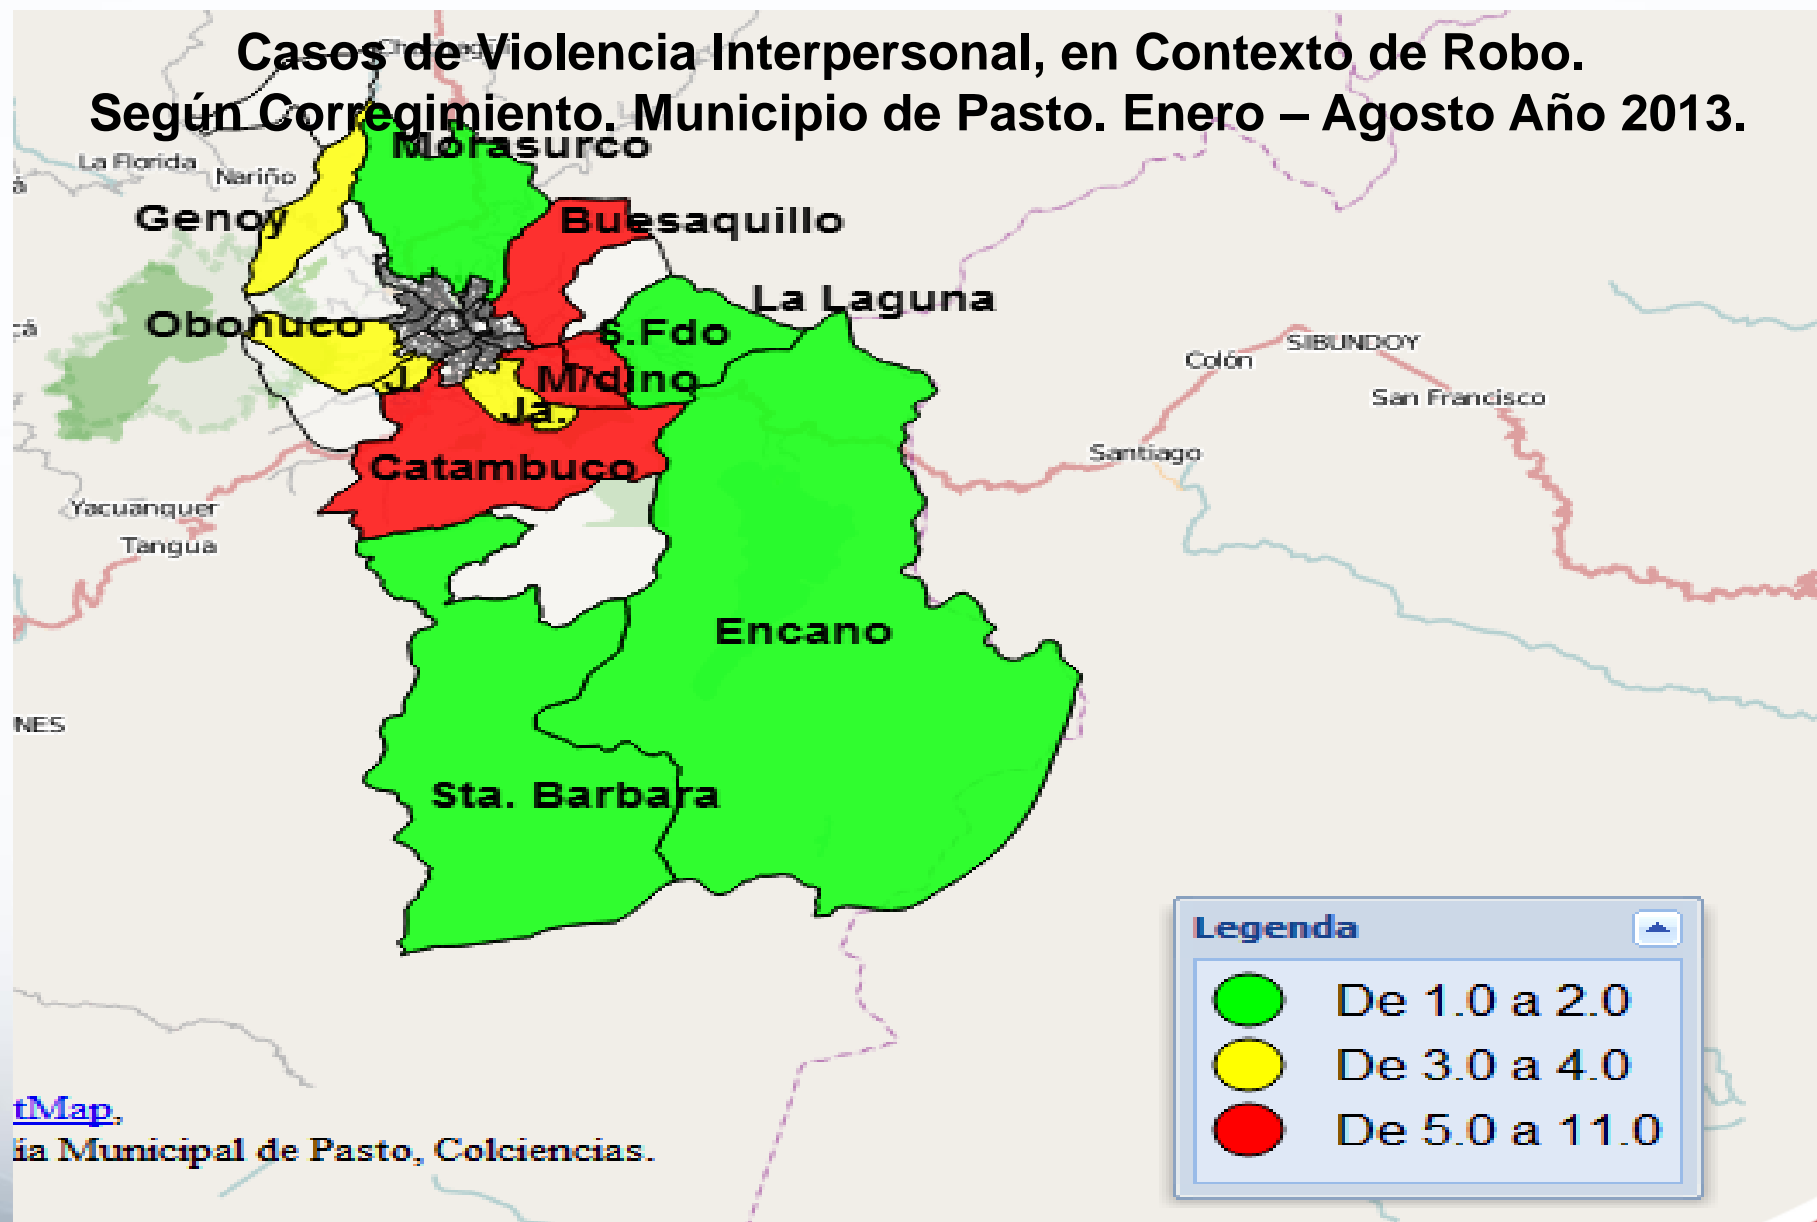 Casos de Violencia Interpersonal, en Contexto de Robo.
Según Corregimiento. Municipio de Pasto. Enero – Agosto Año 2013.
Morasurco
La Florida
Nariño
Genoy
Buesaquillo
La Laguna
Obonuco
S.Fdo
SIBUNDOY
Colón
J.
M/dino
San Francisco
Ja.
Santiago
Catambuco
Yacuanquer
Tangua
Encano
NES
Sta. Barbara
Legenda
De 1.0 a 2.0
De 3.0 a 4.0
De 5.0 a 11.0
tMap,
ia Municipal de Pasto, Colciencias.